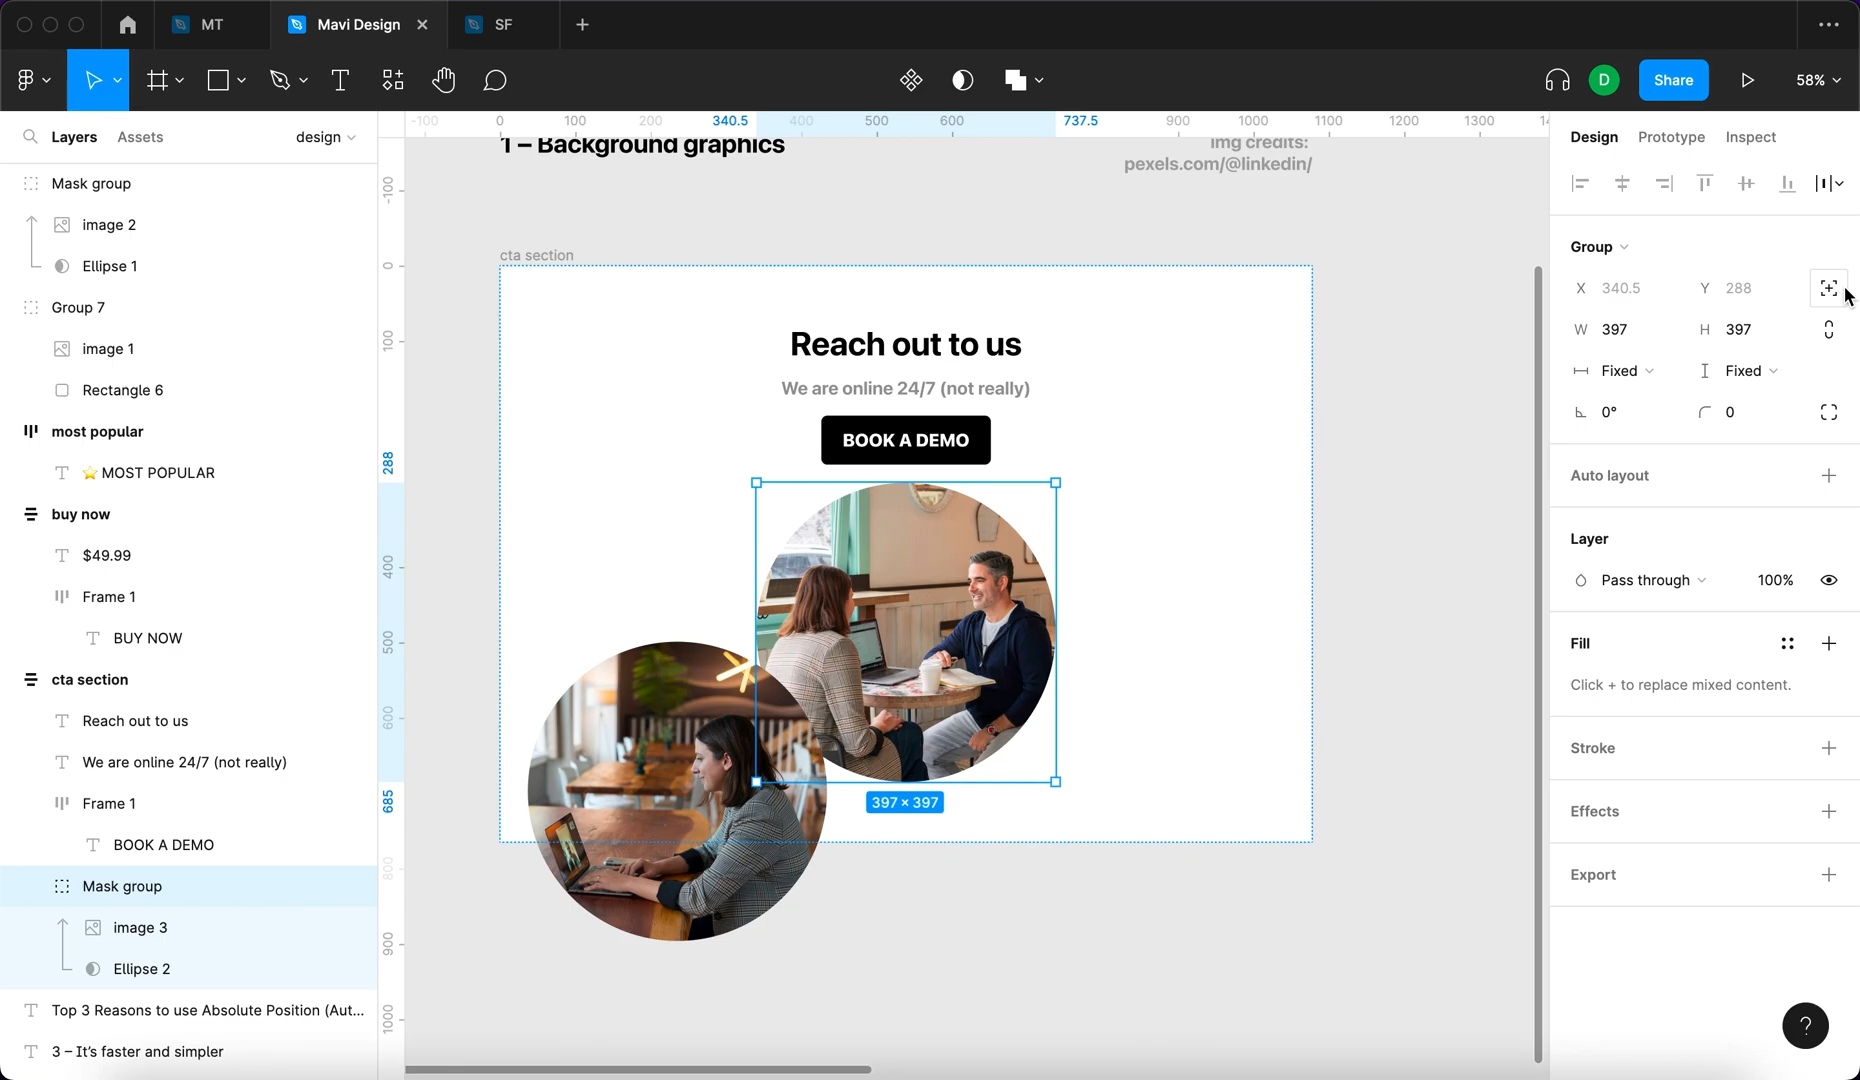 MT
Mavi Design
SF
Share
58%
Layers
Assets
design
Mask group
image 2
Ellipse 1
Group 7
image 1
Rectangle 6
most popular
⭐ MOST POPULAR
buy now
$49.99
Frame 1
BUY NOW
cta section
Reach out to us
We are online 24/7 (not really)
Frame 1
BOOK A DEMO
Mask group
image 3
Ellipse 2
Top 3 Reasons to use Absolute Position (Aut...
3 – It's faster and simpler
-100 0 100 200 340.5 400 500 600 737.5 900 1000 1100 1200 1300
-100
0
100
288
400
500
600
685
800
900
1000
1 – Background graphics
img credits:
pexels.com/@linkedin/
cta section
Reach out to us
We are online 24/7 (not really)
BOOK A DEMO
397 × 397
Design
Prototype
Inspect
Group
X 340.5 Y 288
W 397 H 397
Fixed Fixed
0° 0
Auto layout
Layer
Pass through 100%
Fill
Click + to replace mixed content.
Stroke
Effects
Export
D
?